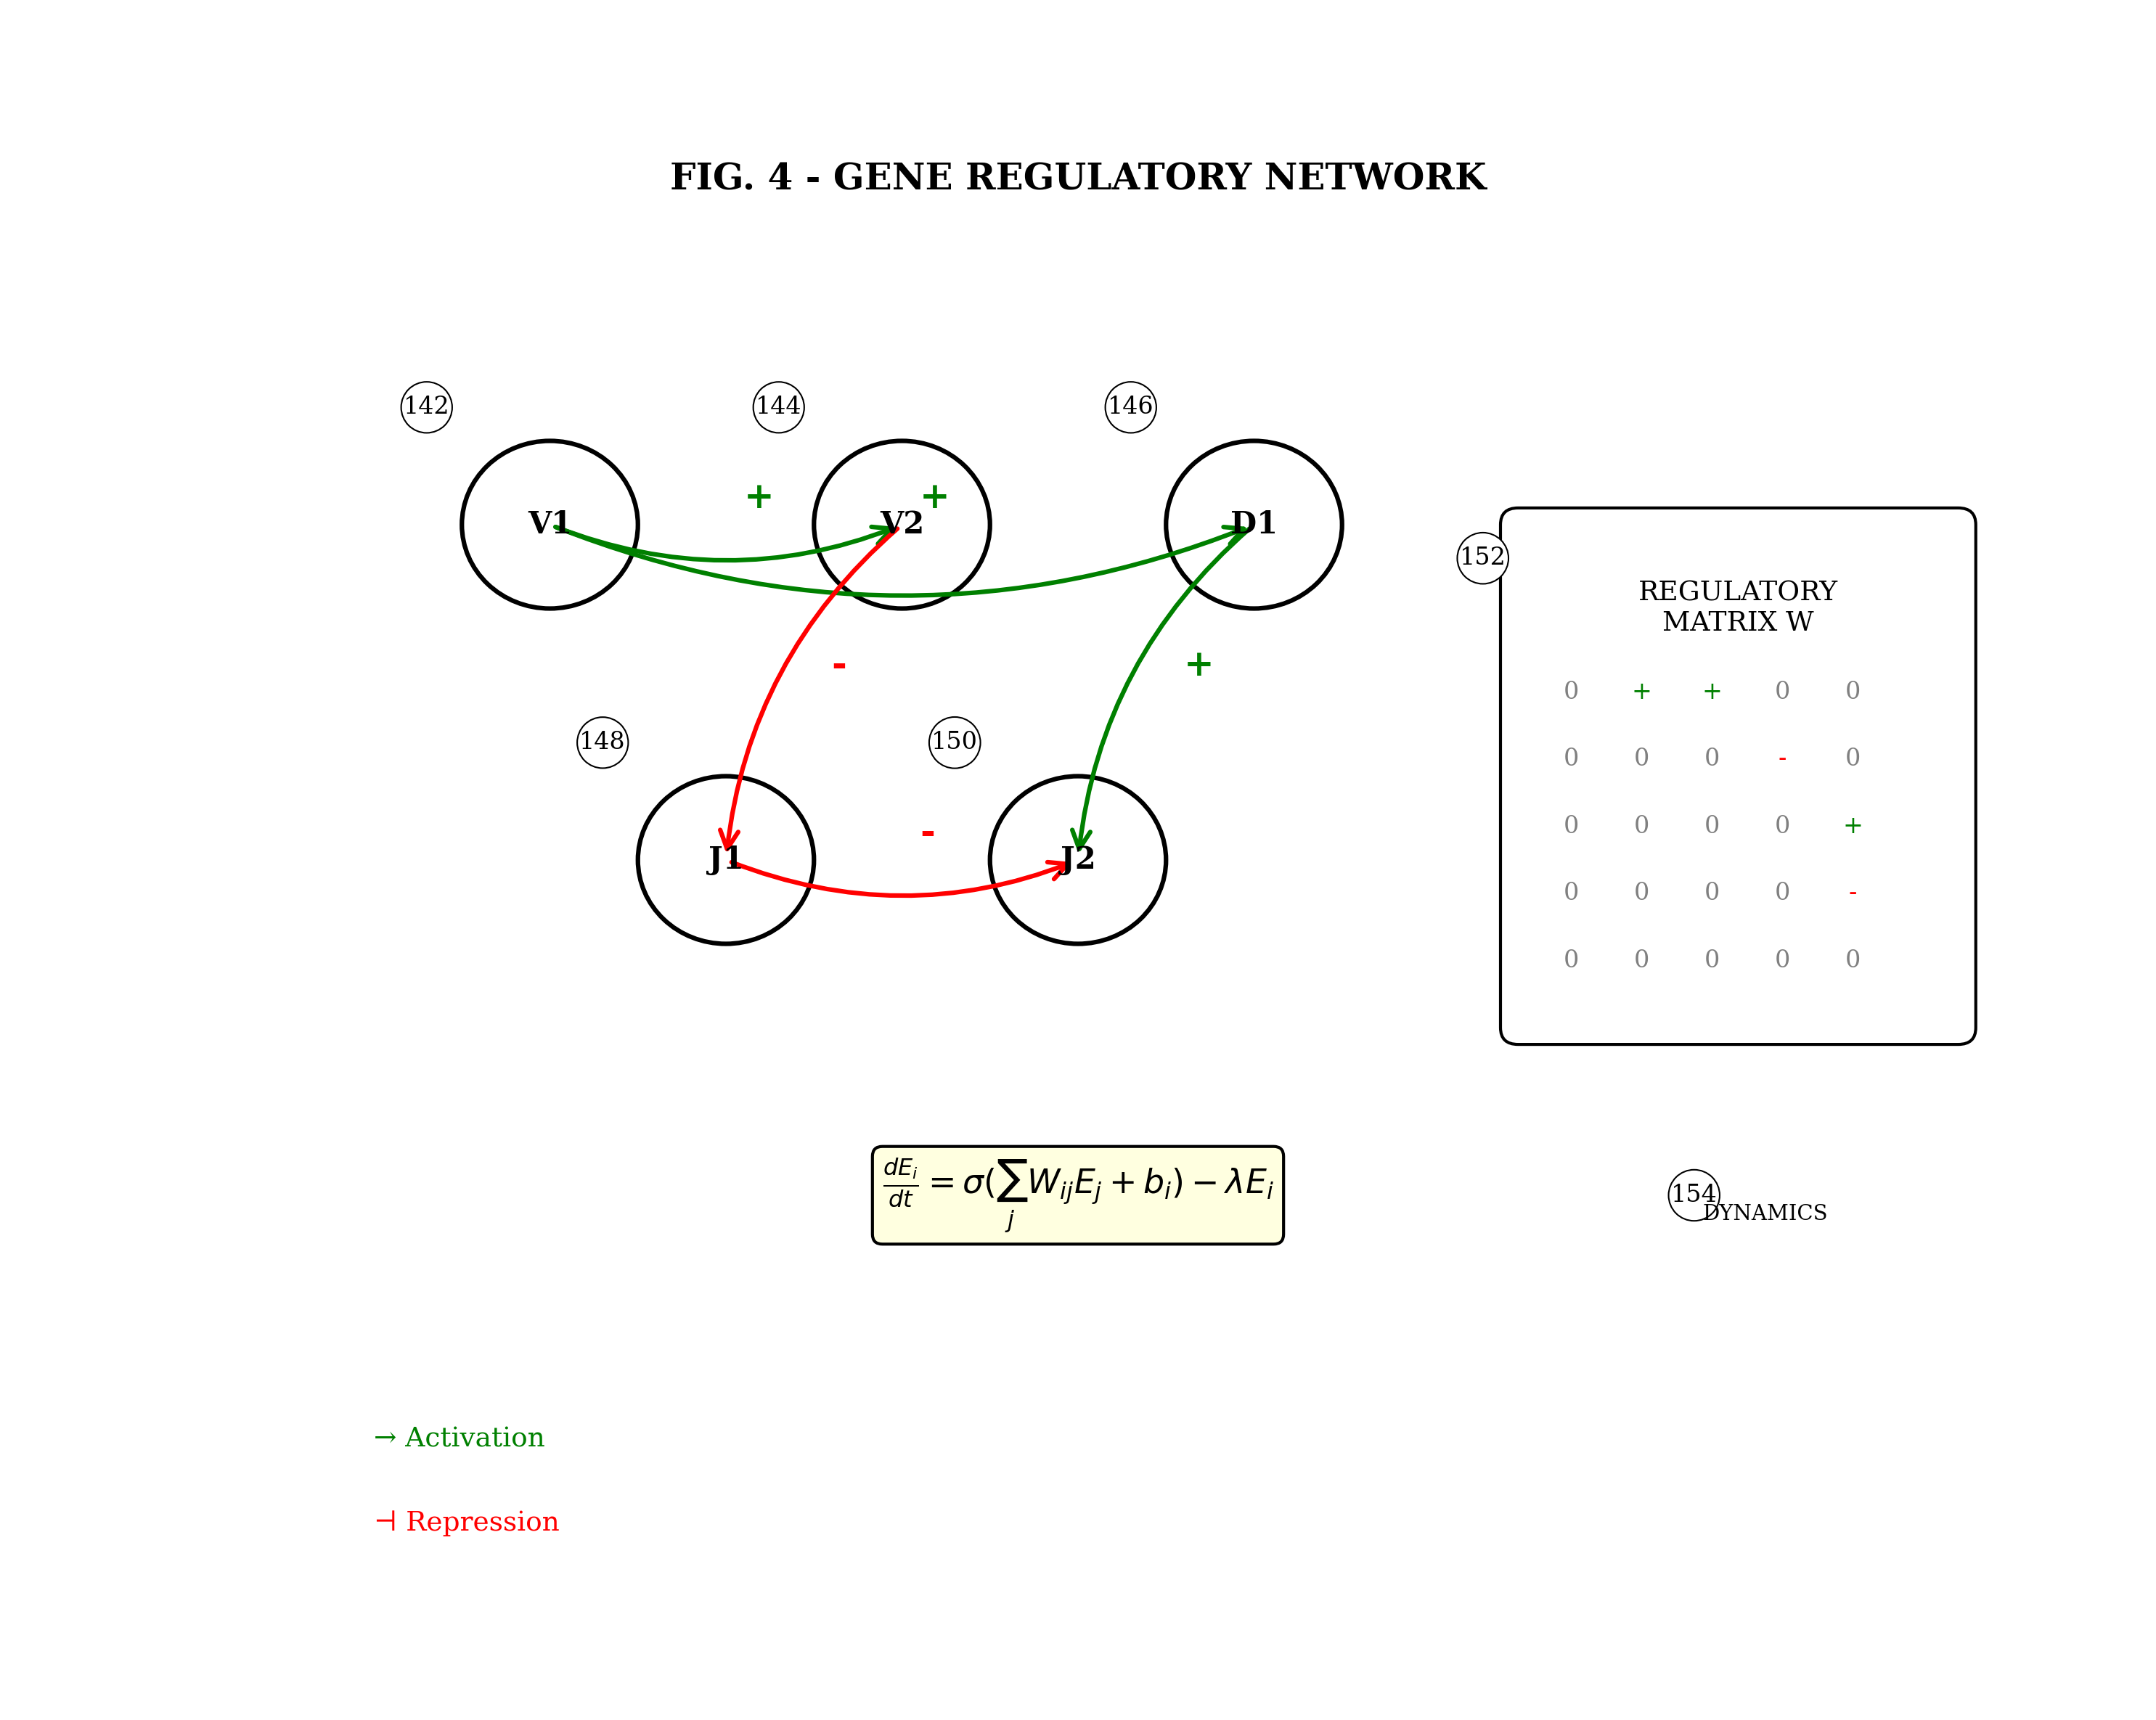 FIG. 4 - GENE REGULATORY NETWORK
142
144
146
V1
+
V2
+
D1
-
+
148
150
J1
-
J2
152
REGULATORY
MATRIX W
0 + + 0 0
0 0 0 - 0
0 0 0 0 +
0 0 0 0 -
0 0 0 0 0
$\frac{dE_i}{dt} = \sigma(\sum_j W_{ij}E_j + b_i) - \lambda E_i$
154
DYNAMICS
→ Activation
⊣ Repression